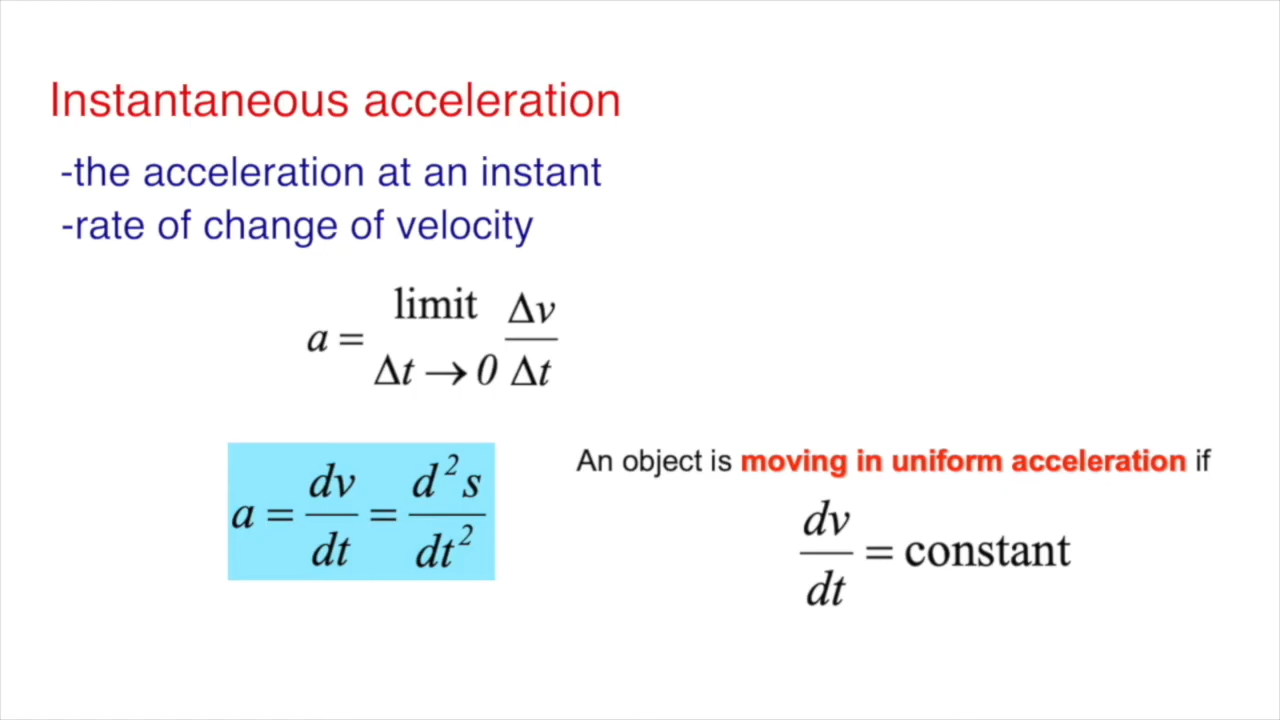 Instantaneous acceleration
-the acceleration at an instant
-rate of change of velocity
a = limit Δt → 0 Δv/Δt
a = dv/dt = d²s/dt²
An object is moving in uniform acceleration if
dv/dt = constant